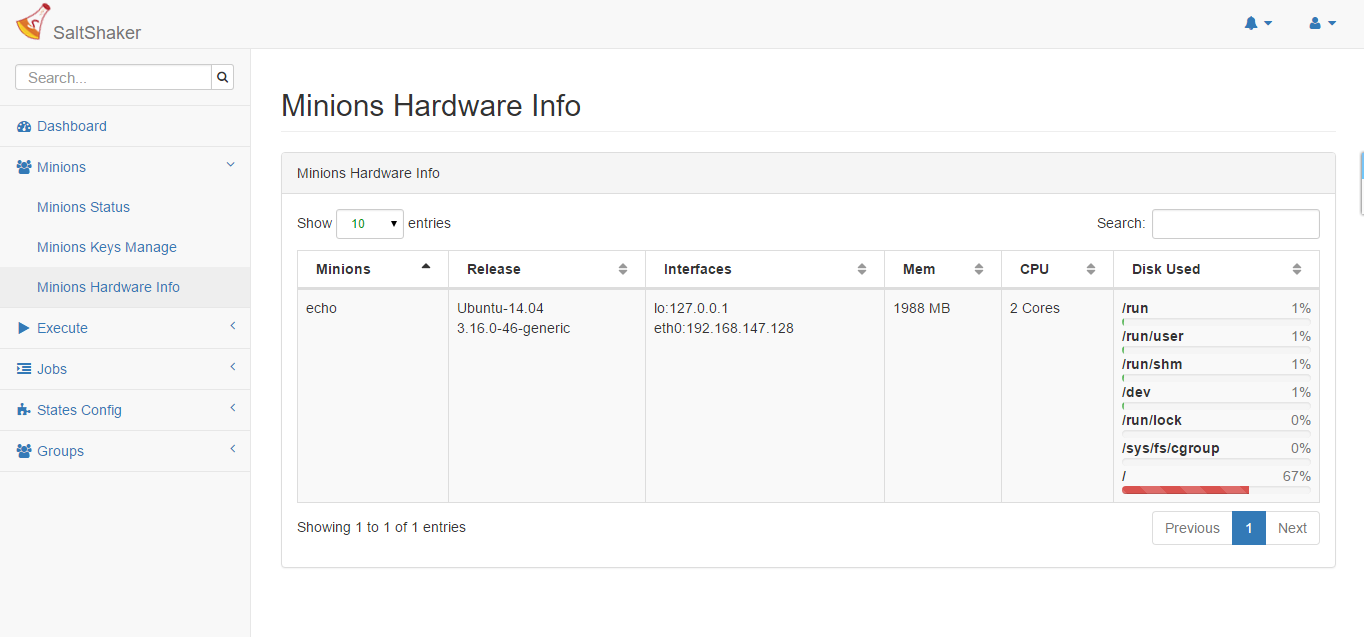 SaltShaker
Search...
Dashboard
Minions
Minions Status
Minions Keys Manage
Minions Hardware Info
Execute
Jobs
States Config
Groups
Minions Hardware Info
Minions Hardware Info
Show 10 entries
Search:
Minions Release Interfaces Mem CPU Disk Used
echo Ubuntu-14.04 lo:127.0.0.1 1988 MB 2 Cores /run 1%
3.16.0-46-generic eth0:192.168.147.128
/run/user 1%
/run/shm 1%
/dev 1%
/run/lock 0%
/sys/fs/cgroup 0%
/ 67%
Showing 1 to 1 of 1 entries
Previous 1 Next